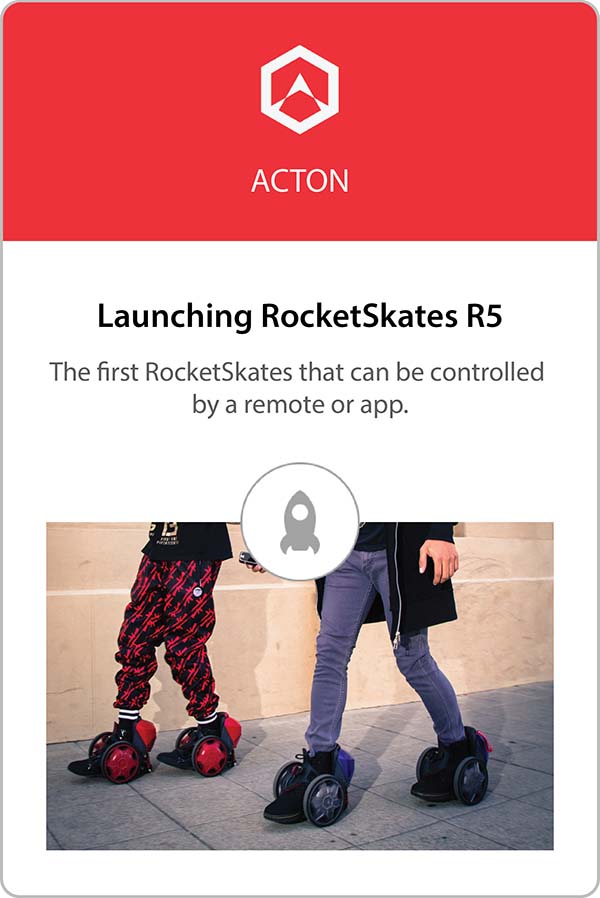 ACTON
Launching RocketSkates R5
The first RocketSkates that can be controlled
by a remote or app.